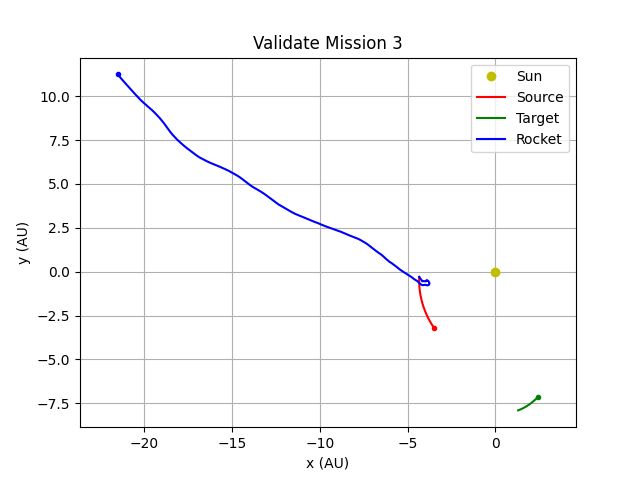 Validate Mission 3
Sun
Source
Target
Rocket
10.0
7.5
5.0
2.5
0.0
−2.5
−5.0
−7.5
y (AU)
−20
−15
−10
−5
0
x (AU)